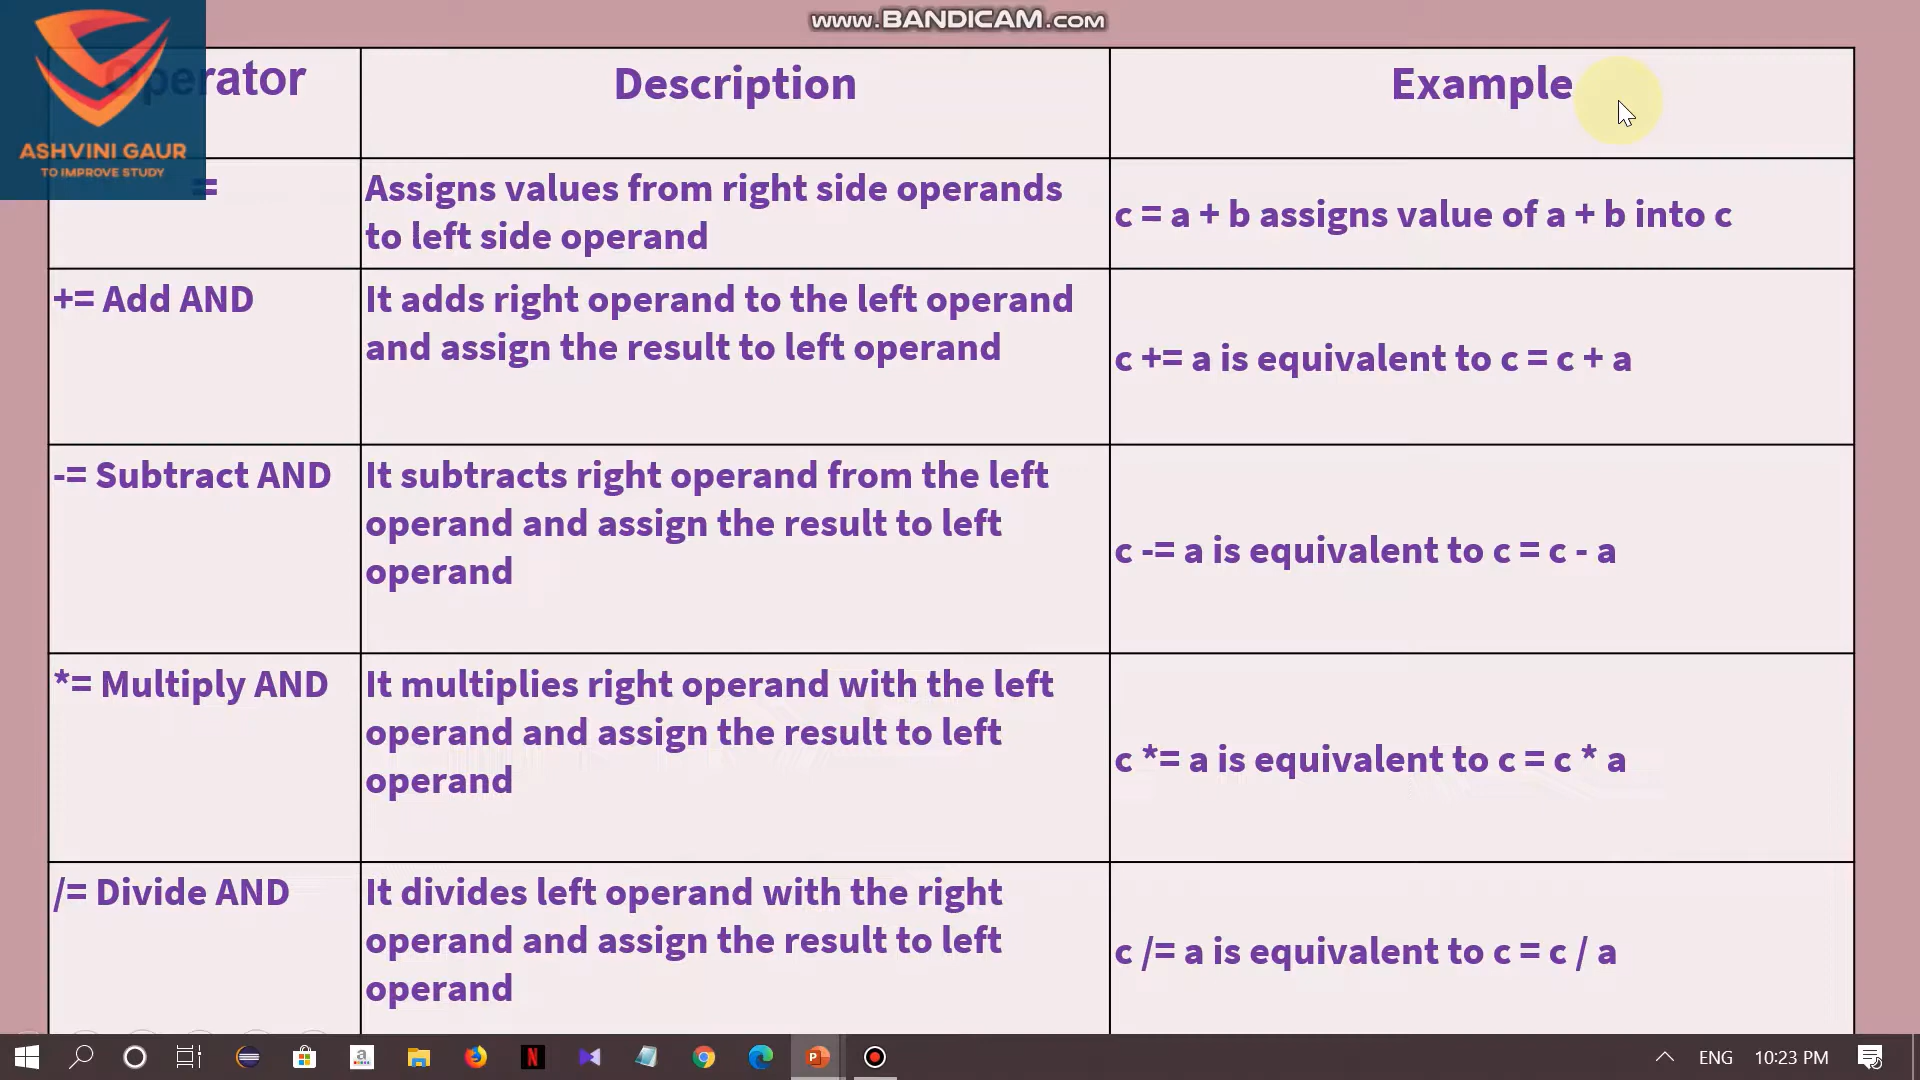 www.BANDICAM.com
Operator
Description
Example
ASHVINI GAUR
TO IMPROVE STUDY
=
Assigns values from right side operands
to left side operand
c = a + b assigns value of a + b into c
+= Add AND
It adds right operand to the left operand
and assign the result to left operand
c += a is equivalent to c = c + a
-= Subtract AND
It subtracts right operand from the left
operand and assign the result to left
operand
c -= a is equivalent to c = c - a
*= Multiply AND
It multiplies right operand with the left
operand and assign the result to left
operand
c *= a is equivalent to c = c * a
/= Divide AND
It divides left operand with the right
operand and assign the result to left
operand
c /= a is equivalent to c = c / a
ENG
10:23 PM